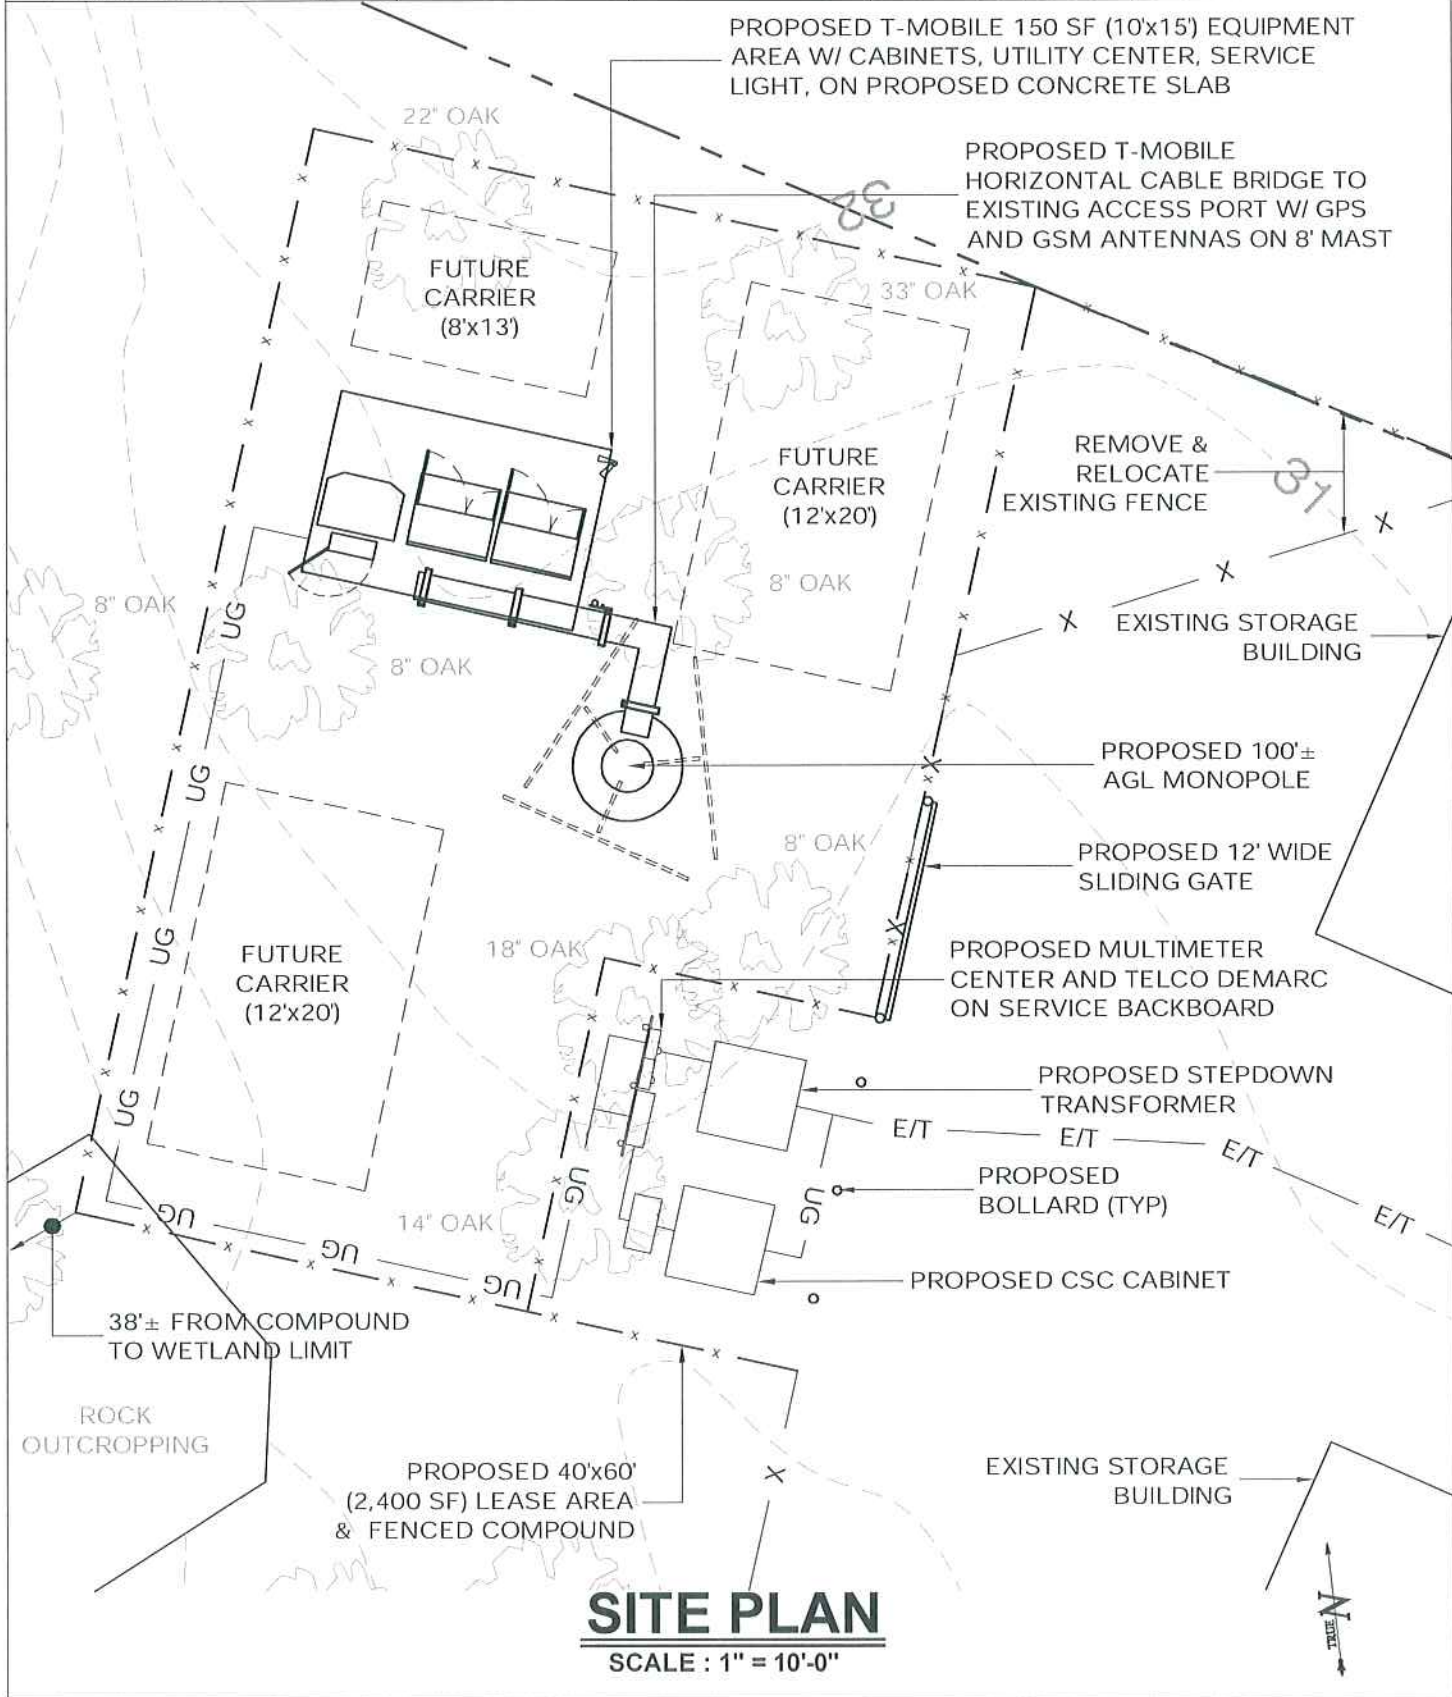 PROPOSED T-MOBILE 150 SF (10'x15') EQUIPMENT
AREA W/ CABINETS, UTILITY CENTER, SERVICE
LIGHT, ON PROPOSED CONCRETE SLAB
22" OAK
PROPOSED T-MOBILE
HORIZONTAL CABLE BRIDGE TO
EXISTING ACCESS PORT W/ GPS
AND GSM ANTENNAS ON 8' MAST
32
FUTURE
CARRIER
(8'x13')
33" OAK
REMOVE &
RELOCATE
EXISTING FENCE
31
FUTURE
CARRIER
(12'x20')
X
X
X
8" OAK
8" OAK
8" OAK
UG
EXISTING STORAGE
BUILDING
PROPOSED 100'±
AGL MONOPOLE
X
UG
8" OAK
PROPOSED 12' WIDE
SLIDING GATE
X
UG
18" OAK
FUTURE
CARRIER
(12'x20')
PROPOSED MULTIMETER
CENTER AND TELCO DEMARC
ON SERVICE BACKBOARD
PROPOSED STEPDOWN
TRANSFORMER
UG
E/T
E/T
E/T
E/T
UG
UG
PROPOSED
BOLLARD (TYP)
14" OAK
UG
UG
UG
PROPOSED CSC CABINET
38'± FROM COMPOUND
TO WETLAND LIMIT
ROCK
OUTCROPPING
PROPOSED 40'x60'
(2,400 SF) LEASE AREA
& FENCED COMPOUND
X
EXISTING STORAGE
BUILDING
SITE PLAN
SCALE : 1" = 10'-0"
TRUE N